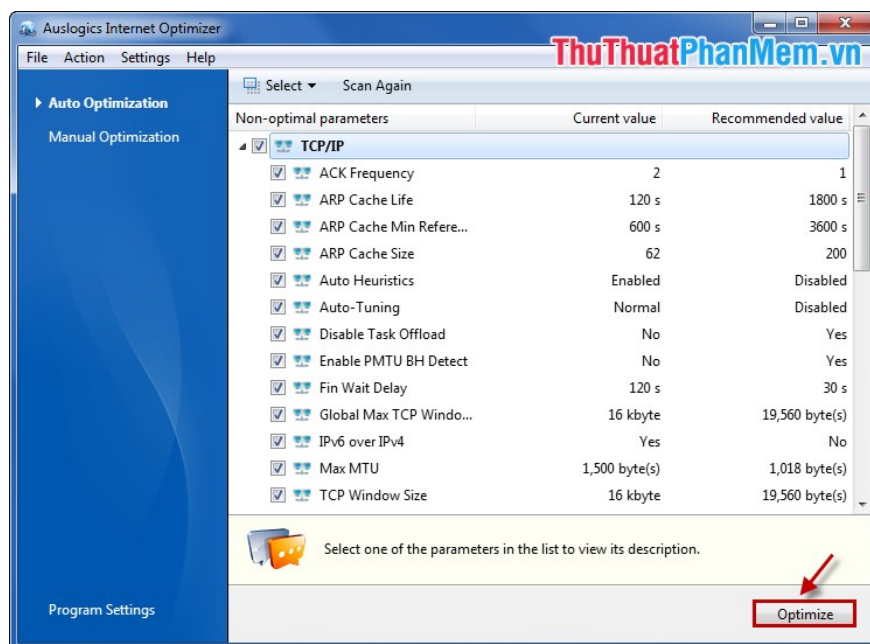 Auslogics Internet Optimizer
File Action Settings Help
ThuThuatPhanMem.vn
Auto Optimization
Manual Optimization
Program Settings
Select Scan Again
Non-optimal parameters Current value Recommended value
TCP/IP
ACK Frequency 2 1
ARP Cache Life 120 s 1800 s
ARP Cache Min Refere... 600 s 3600 s
ARP Cache Size 62 200
Auto Heuristics Enabled Disabled
Auto-Tuning Normal Disabled
Disable Task Offload No Yes
Enable PMTU BH Detect No Yes
Fin Wait Delay 120 s 30 s
Global Max TCP Windo... 16 kbyte 19,560 byte(s)
IPv6 over IPv4 Yes No
Max MTU 1,500 byte(s) 1,018 byte(s)
TCP Window Size 16 kbyte 19,560 byte(s)
Select one of the parameters in the list to view its description.
Optimize